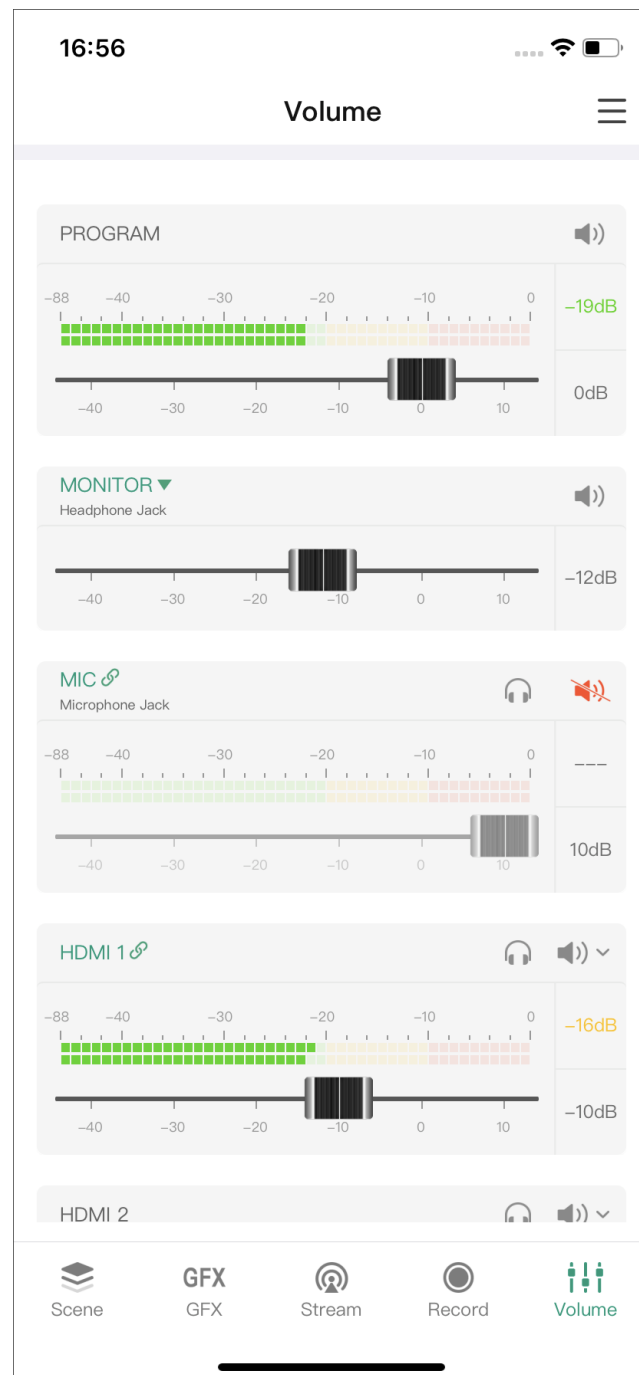 16:56
Volume
PROGRAM
-88 -40 -30 -20 -10 0
-19dB
-40 -30 -20 -10 0 10
0dB
MONITOR
Headphone Jack
-40 -30 -20 -10 0 10
-12dB
MIC
Microphone Jack
-88 -40 -30 -20 -10 0
---
-40 -30 -20 -10 0 10
10dB
HDMI 1
-88 -40 -30 -20 -10 0
-16dB
-40 -30 -20 -10 0 10
-10dB
HDMI 2
GFX
Scene GFX Stream Record Volume